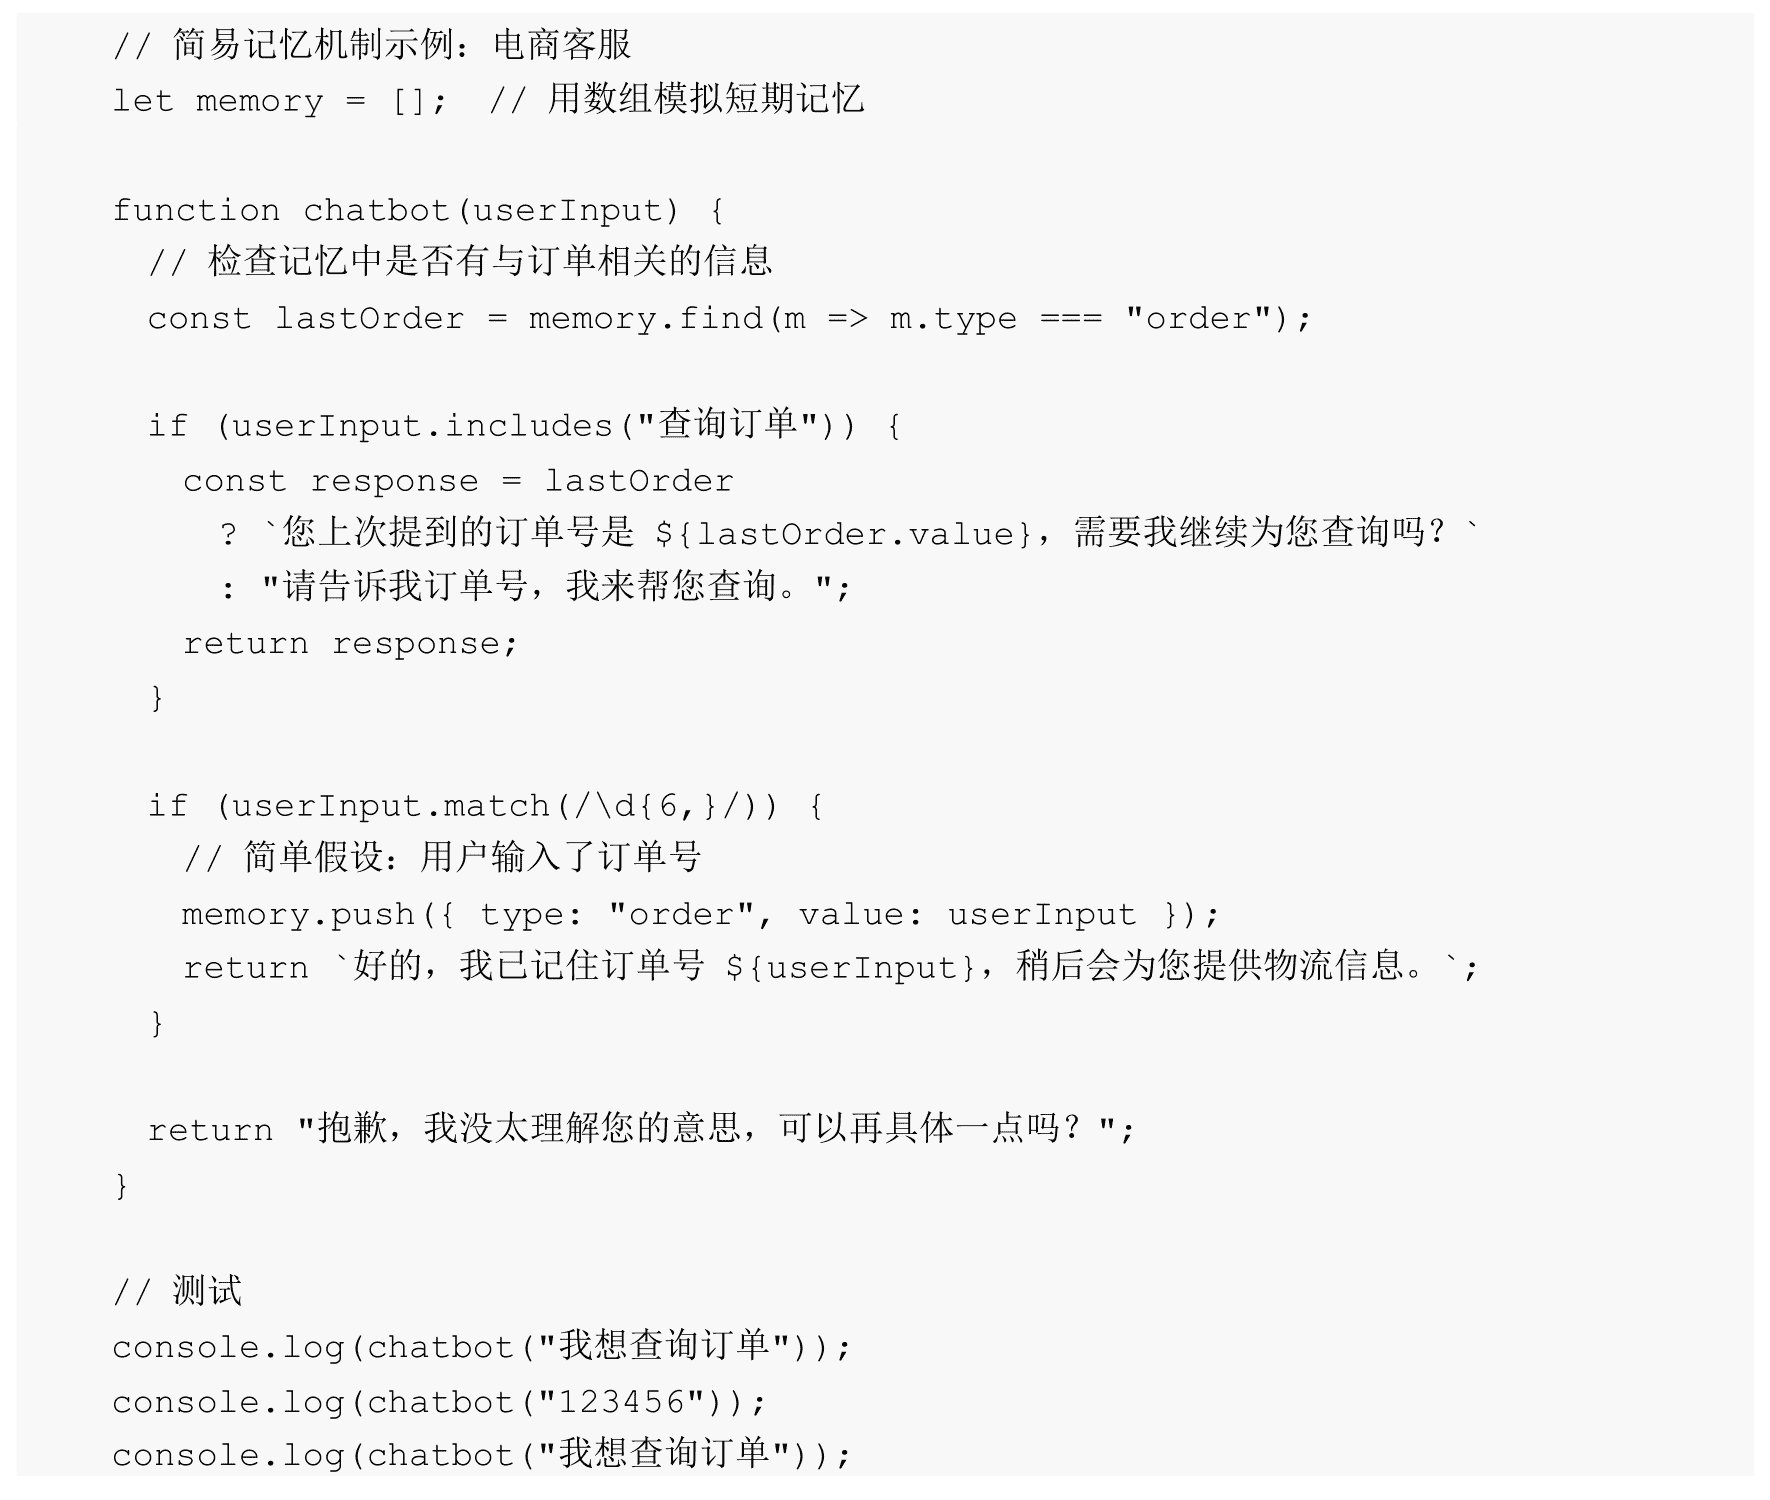 // 简易记忆机制示例：电商客服
let memory = [];  // 用数组模拟短期记忆
function chatbot(userInput) {
// 检查记忆中是否有与订单相关的信息
const lastOrder = memory.find(m => m.type === "order");
if (userInput.includes("查询订单")) {
const response = lastOrder
? `您上次提到的订单号是 ${lastOrder.value}，需要我继续为您查询吗？`
: "请告诉我订单号，我来帮您查询。";
return response;
}
if (userInput.match(/\d{6,}/)) {
// 简单假设：用户输入了订单号
memory.push({ type: "order", value: userInput });
return `好的，我已记住订单号 ${userInput}，稍后会为您提供物流信息。`;
}
return "抱歉，我没太理解您的意思，可以再具体一点吗？";
}
// 测试
console.log(chatbot("我想查询订单"));
console.log(chatbot("123456"));
console.log(chatbot("我想查询订单"));